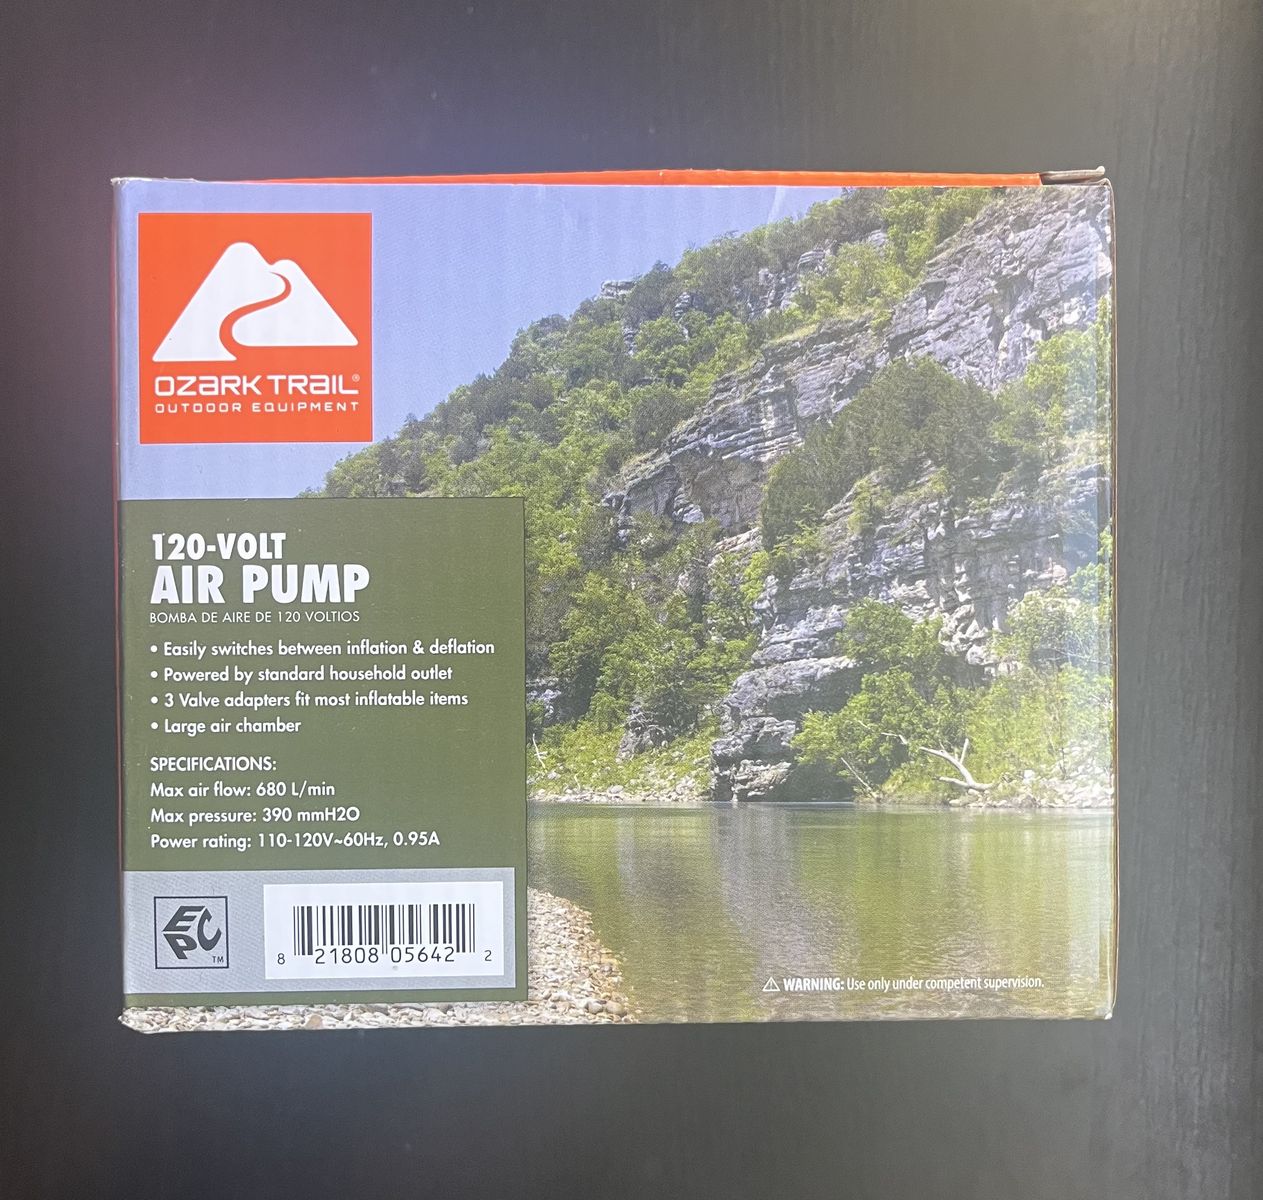 OZARK TRAIL®
OUTDOOR EQUIPMENT
120-VOLT
AIR PUMP
BOMBA DE AIRE DE 120 VOLTIOS
• Easily switches between inflation & deflation
• Powered by standard household outlet
• 3 Valve adapters fit most inflatable items
• Large air chamber
SPECIFICATIONS:
Max air flow: 680 L/min
Max pressure: 390 mmH2O
Power rating: 110-120V~60Hz, 0.95A
EPC™
8 21808 05642 2
⚠ WARNING: Use only under competent supervision.